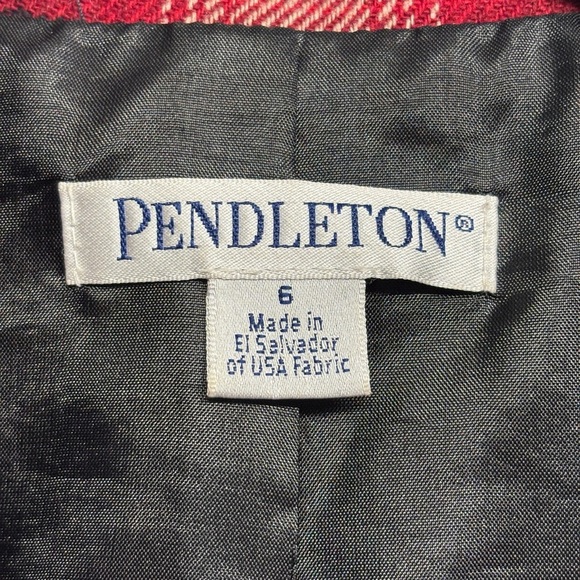 PENDLETON®
6
Made in
El Salvador
of USA Fabric